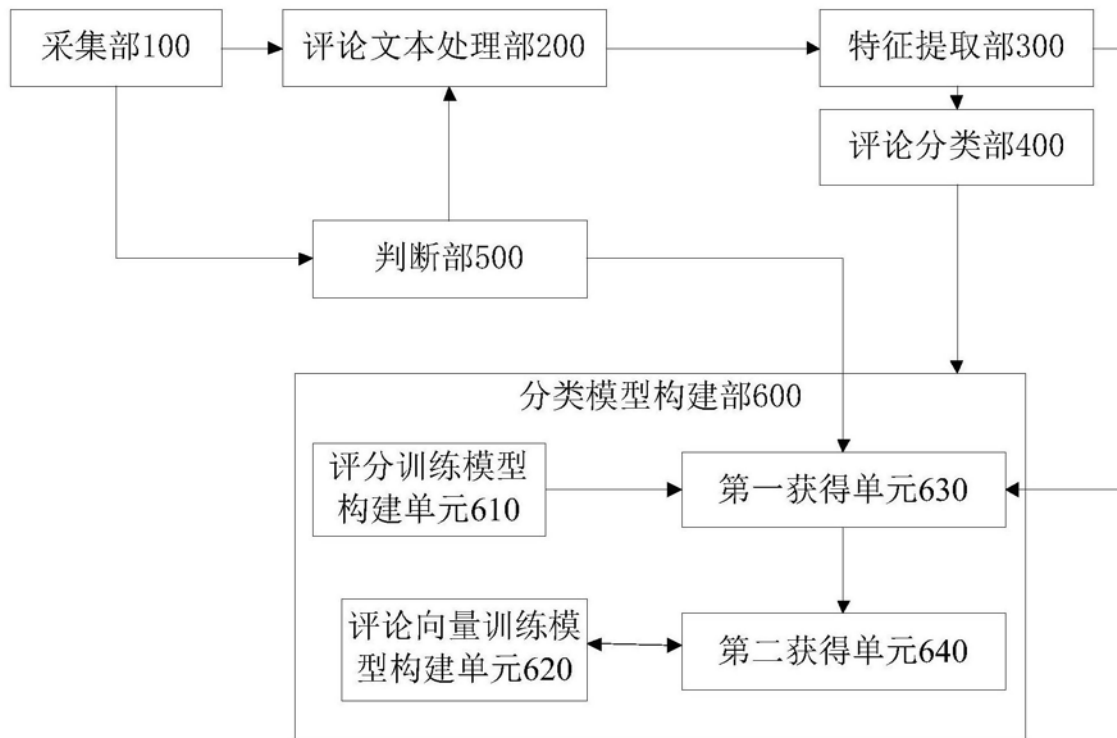 采集部100
评论文本处理部200
特征提取部300
评论分类部400
判断部500
分类模型构建部600
评分训练模型
构建单元610
第一获得单元630
评论向量训练模
型构建单元620
第二获得单元640